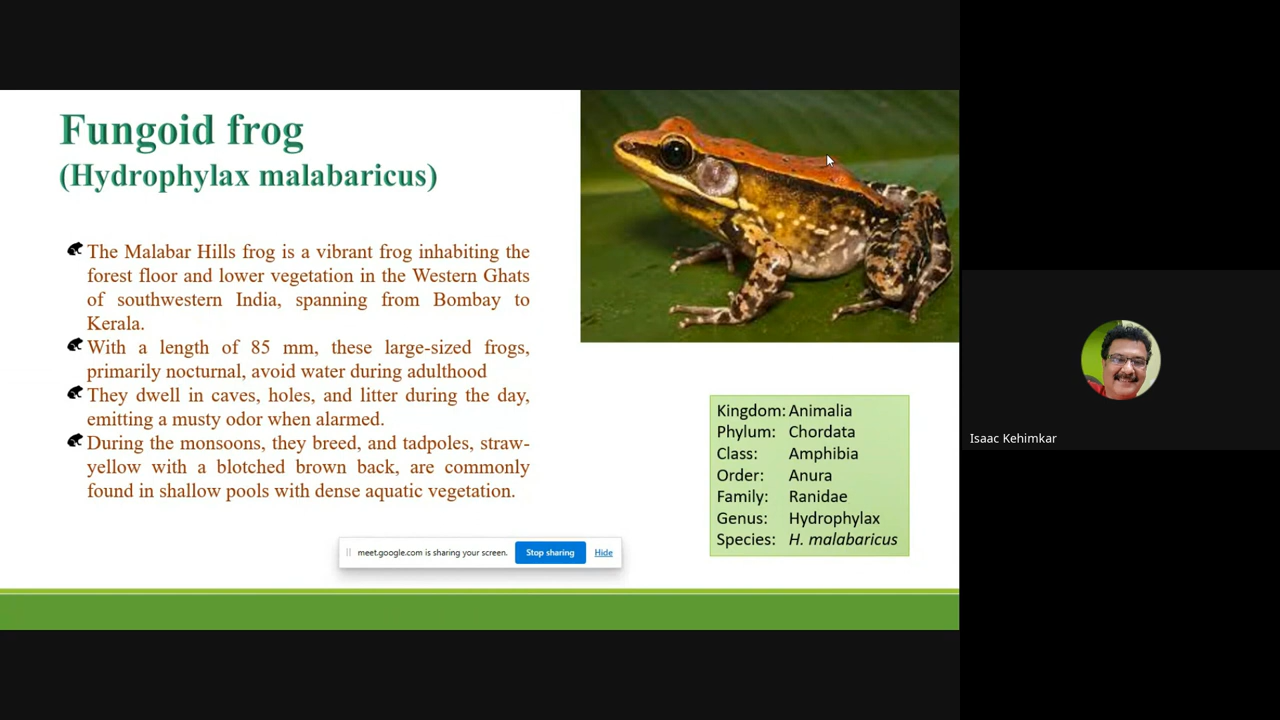 Fungoid frog
(Hydrophylax malabaricus)
The Malabar Hills frog is a vibrant frog inhabiting the
forest floor and lower vegetation in the Western Ghats
of southwestern India, spanning from Bombay to
Kerala.
With a length of 85 mm, these large-sized frogs,
primarily nocturnal, avoid water during adulthood
They dwell in caves, holes, and litter during the day,
emitting a musty odor when alarmed.
During the monsoons, they breed, and tadpoles, straw-
yellow with a blotched brown back, are commonly
found in shallow pools with dense aquatic vegetation.
Kingdom: Animalia
Phylum: Chordata
Class: Amphibia
Order: Anura
Family: Ranidae
Genus: Hydrophylax
Species: H. malabaricus
meet.google.com is sharing your screen. Stop sharing Hide
Isaac Kehimkar